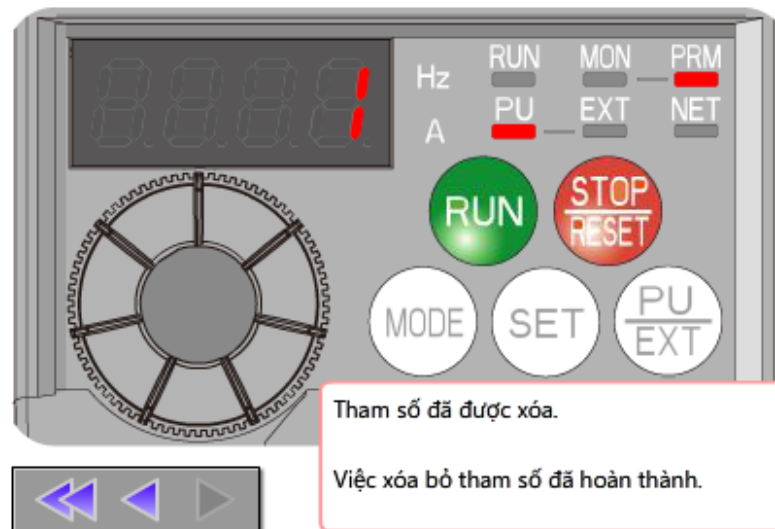 1
Hz RUN MON PRM
A PU EXT NET
RUN STOP
RESET
MODE SET PU
EXT
Tham số đã được xóa.
Việc xóa bỏ tham số đã hoàn thành.